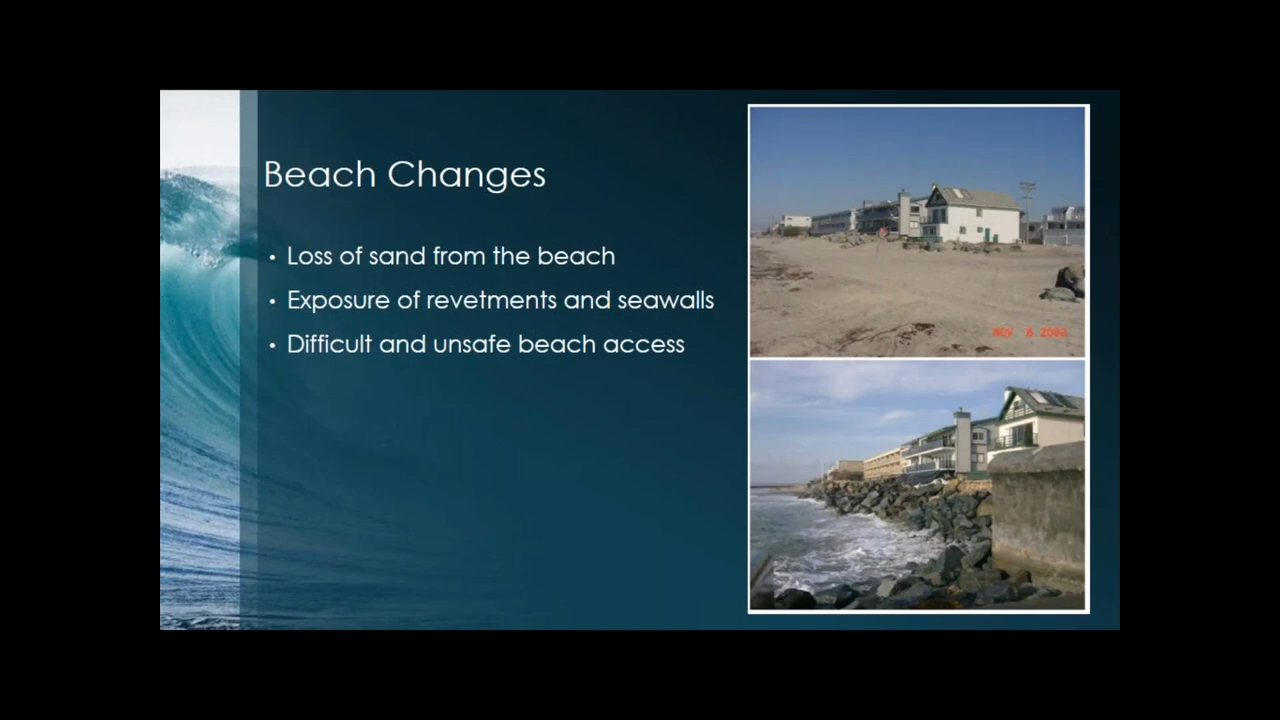 Beach Changes
• Loss of sand from the beach
• Exposure of revetments and seawalls
• Difficult and unsafe beach access
NOV 8 2002